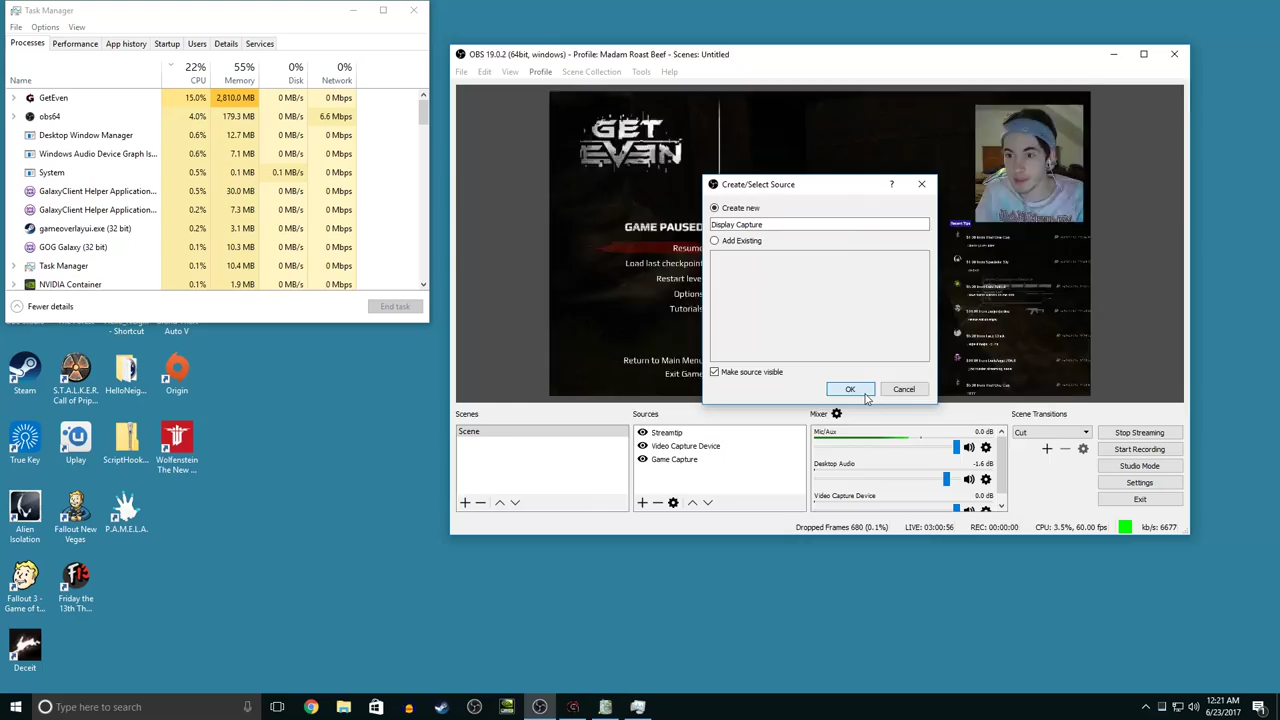 Task Manager
File Options View
Processes Performance App history Startup Users Details Services
22% 55% 0% 0%
Name CPU Memory Disk Network
GetEven 15.0% 2,810.0 MB 0 MB/s 0 Mbps
obs64 4.0% 179.3 MB 0 MB/s 6.6 Mbps
Desktop Window Manager 0.6% 12.7 MB 0 MB/s 0 Mbps
Windows Audio Device Graph Is... 0.6% 7.1 MB 0 MB/s 0 Mbps
System 0.5% 0.1 MB 0.1 MB/s 0 Mbps
GalaxyClient Helper Application... 0.5% 30.0 MB 0 MB/s 0 Mbps
GalaxyClient Helper Application... 0.2% 7.3 MB 0 MB/s 0 Mbps
gameoverlayui.exe (32 bit) 0.2% 3.1 MB 0 MB/s 0 Mbps
GOG Galaxy (32 bit) 0.1% 10.3 MB 0 MB/s 0 Mbps
Task Manager 0.1% 10.4 MB 0 MB/s 0 Mbps
NVIDIA Container 0.1% 1.9 MB 0 MB/s 0 Mbps
Fewer details End task
- Shortcut Auto V
Steam
S.T.A.L.K.E.R. Call of Prip...
HelloNeig...
Origin
True Key
Uplay
ScriptHook...
Wolfenstein The New ...
Alien Isolation
Fallout New Vegas
P.A.M.E.L.A.
Fallout 3 - Game of t...
Friday the 13th Th...
Deceit
OBS 19.0.2 (64bit, windows) - Profile: Madam Roast Beef - Scenes: Untitled
File Edit View Profile Scene Collection Tools Help
GET EVEN
GAME PAUSED
Resume
Load last checkpoint
Restart leve
Options
Tutorials
Return to Main Menu
Exit Game
Recent Tips
Create/Select Source ?
Create new
Display Capture
Add Existing
Make source visible
OK Cancel
Scenes
Scene
Sources
Streamtip
Video Capture Device
Game Capture
Mixer
Mic/Aux 0.0 dB
Desktop Audio -1.6 dB
Video Capture Device 0.0 dB
Scene Transitions
Cut
Stop Streaming
Start Recording
Studio Mode
Settings
Exit
Dropped Frames 680 (0.1%) LIVE: 03:00:56 REC: 00:00:00 CPU: 3.5%, 60.00 fps kb/s: 6677
Type here to search
12:21 AM
6/23/2017